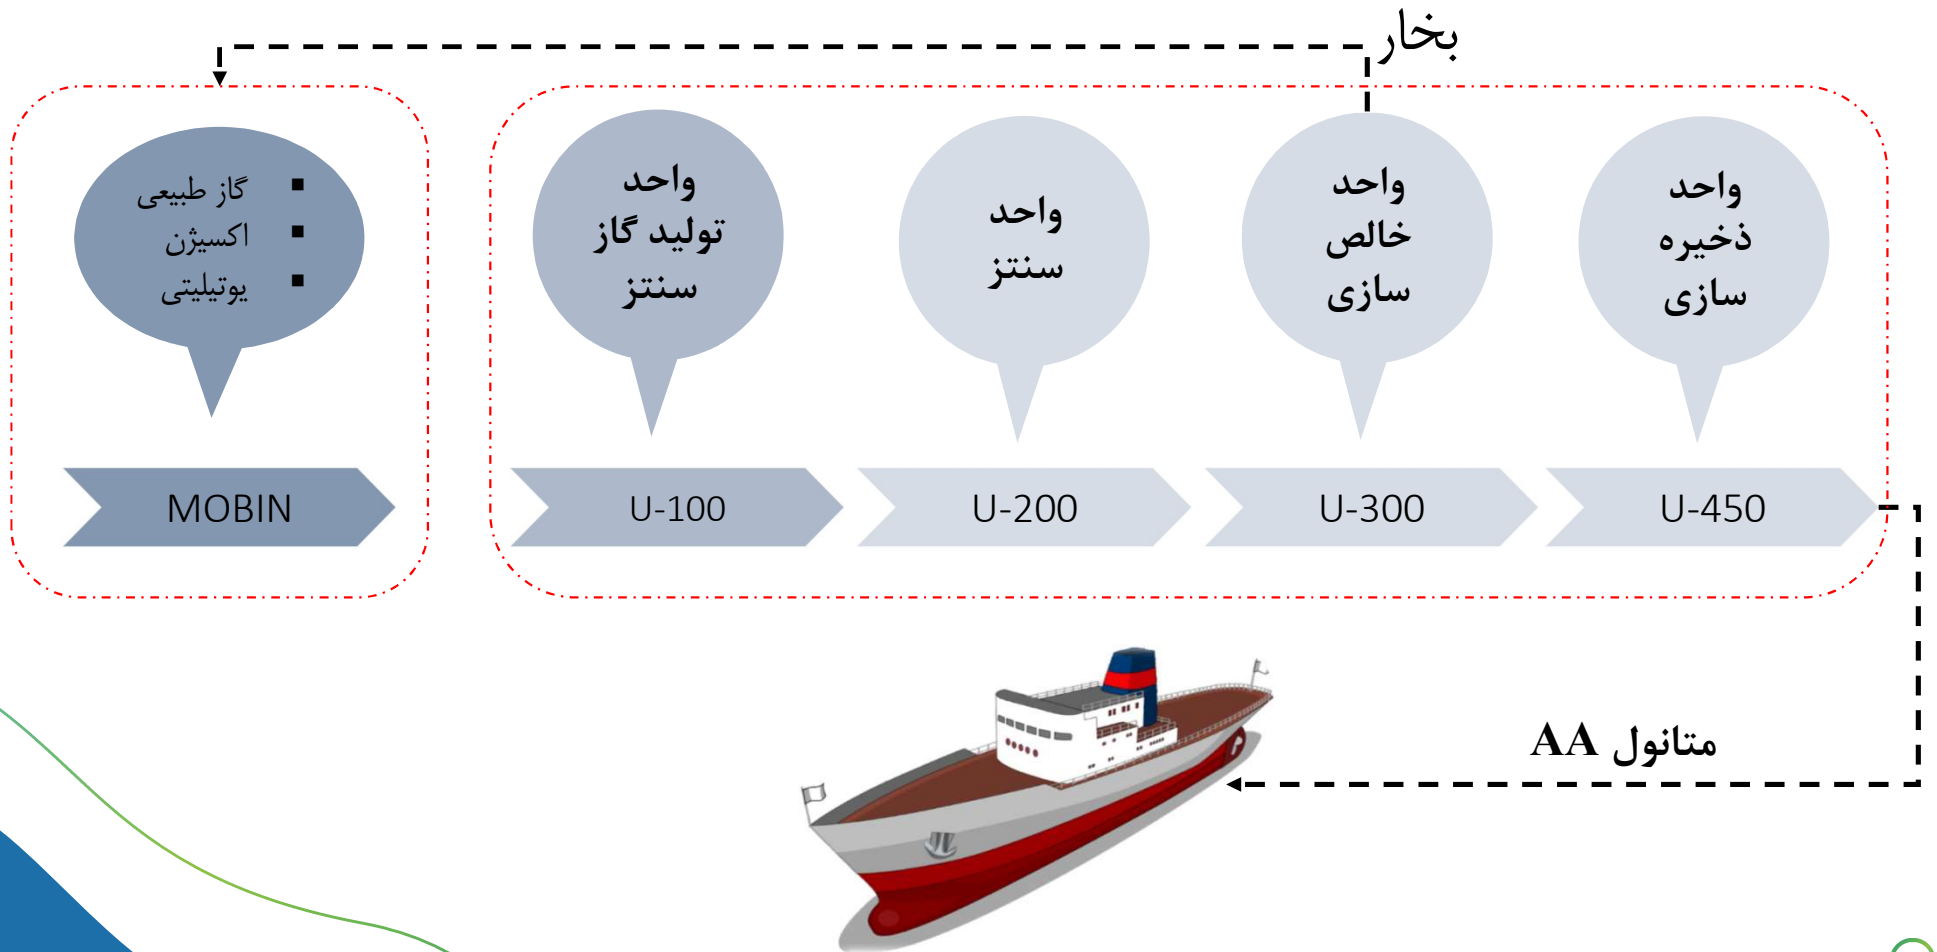 بخار
گاز طبیعی
اکسیژن
یوتیلیتی
MOBIN
واحد
تولید گاز
سنتز
U-100
واحد
سنتز
U-200
واحد
خالص
سازی
U-300
واحد
ذخیره
سازی
U-450
متانول AA